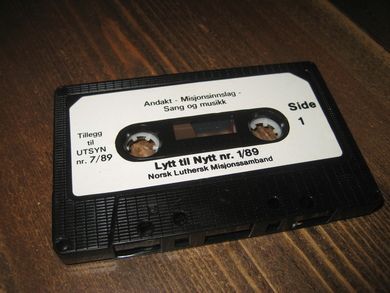 Andakt - Misjonsinnslag -
Sang og musikk
Side
1
Tillegg
til
UTSYN
nr. 7/89
Lytt til Nytt nr. 1/89
Norsk Luthersk Misjonssamband